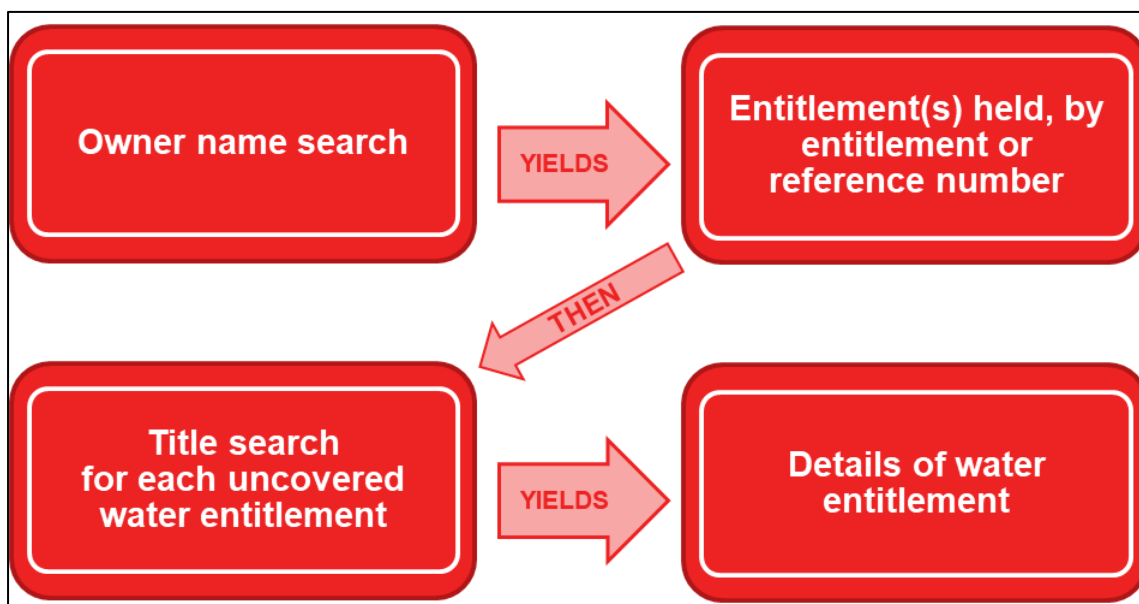 Owner name search
YIELDS
Entitlement(s) held, by
entitlement or
reference number
THEN
Title search
for each uncovered
water entitlement
YIELDS
Details of water
entitlement